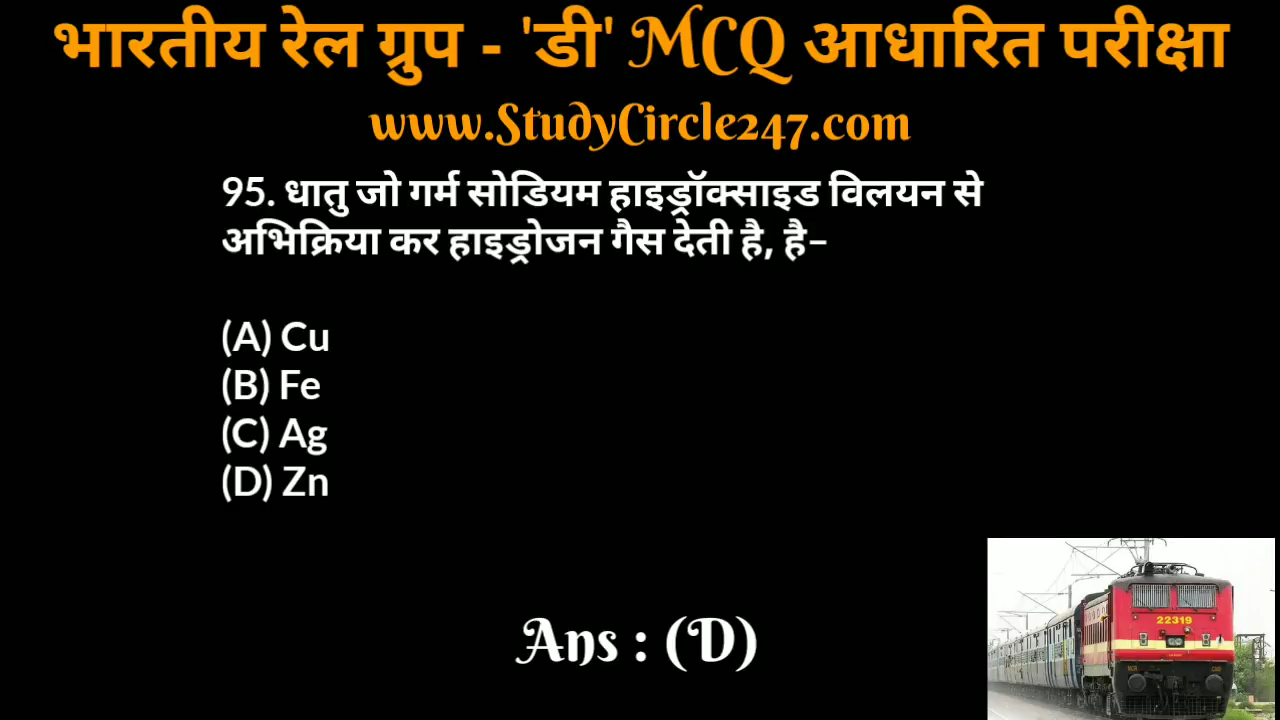 भारतीय रेल ग्रुप - 'डी' MCQ आधारित परीक्षा
www.StudyCircle247.com
95. धातु जो गर्म सोडियम हाइड्रॉक्साइड विलयन से
अभिक्रिया कर हाइड्रोजन गैस देती है, है–
(A) Cu
(B) Fe
(C) Ag
(D) Zn
Ans : (D)
22319